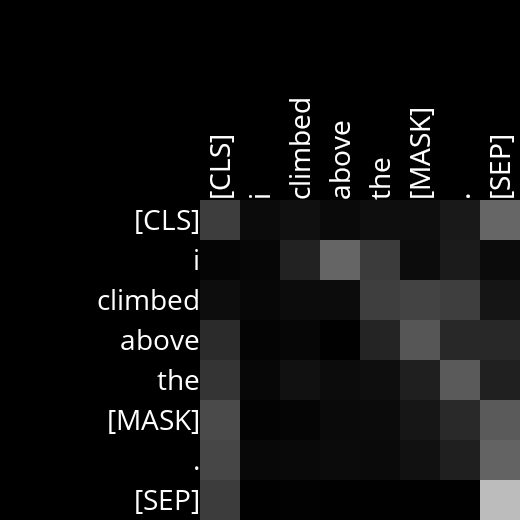 [CLS] i climbed above the [MASK] . [SEP]
[CLS]
i
climbed
above
the
[MASK]
.
[SEP]